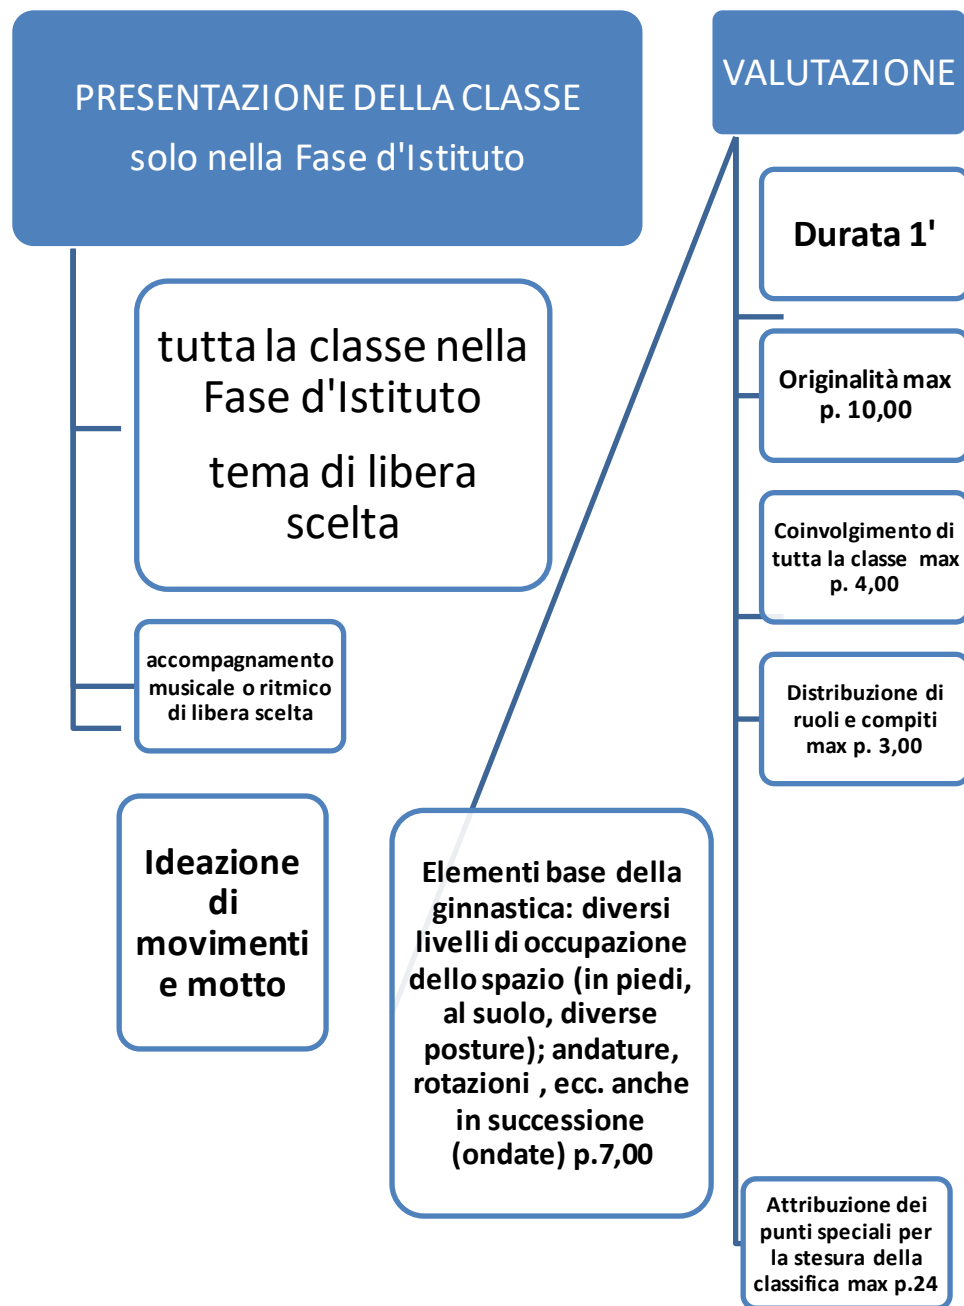 PRESENTAZIONE DELLA CLASSE
solo nella Fase d'Istituto
tutta la classe nella
Fase d'Istituto
tema di libera
scelta
accompagnamento
musicale o ritmico
di libera scelta
Ideazione
di
movimenti
e motto
VALUTAZIONE
Durata 1'
Originalità max
p. 10,00
Coinvolgimento di
tutta la classe max
p. 4,00
Distribuzione di
ruoli e compiti
max p. 3,00
Elementi base della
ginnastica: diversi
livelli di occupazione
dello spazio (in piedi,
al suolo, diverse
posture); andature,
rotazioni , ecc. anche
in successione
(ondate) p.7,00
Attribuzione dei
punti speciali per
la stesura della
classifica max p.24